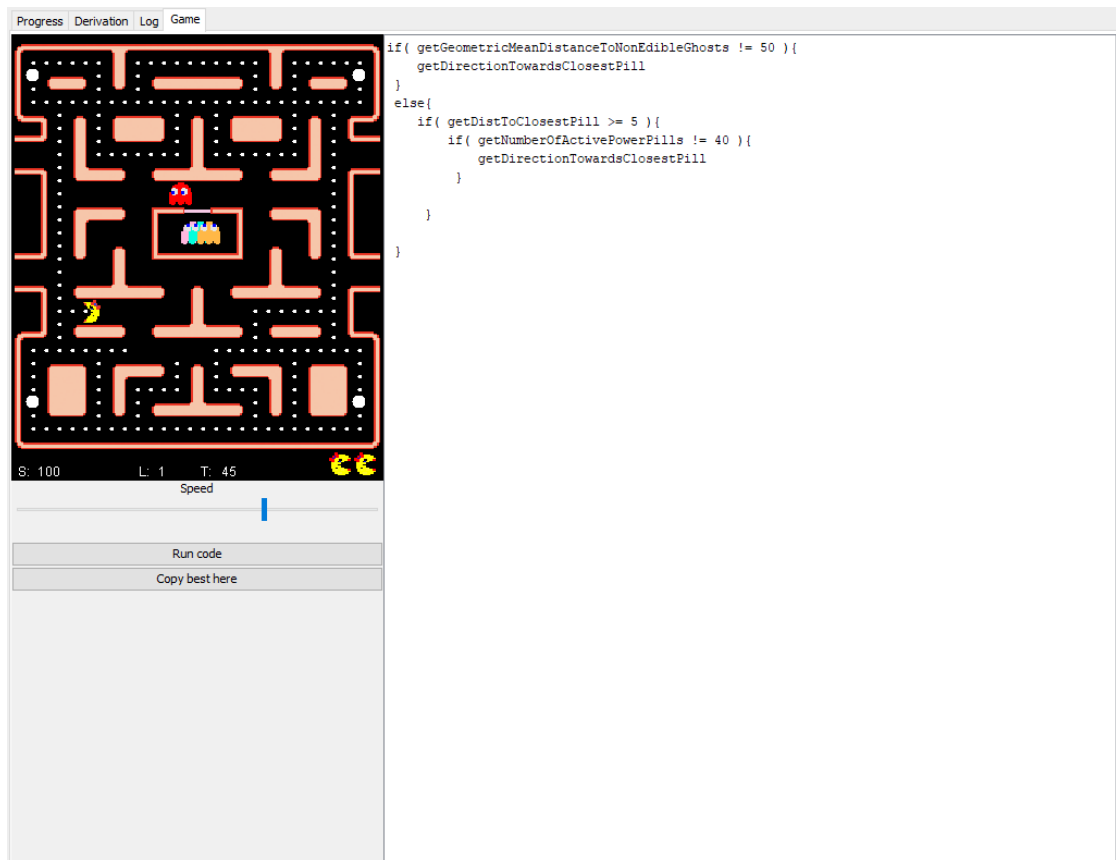 Progress Derivation Log Game
if( getGeometricMeanDistanceToNonEdibleGhosts != 50 ){
getDirectionTowardsClosestPill
}
else{
if( getDistToClosestPill >= 5 ){
if( getNumberOfActivePowerPills != 40 ){
getDirectionTowardsClosestPill
}
}
}
S: 100 L: 1 T: 45
Speed
Run code
Copy best here